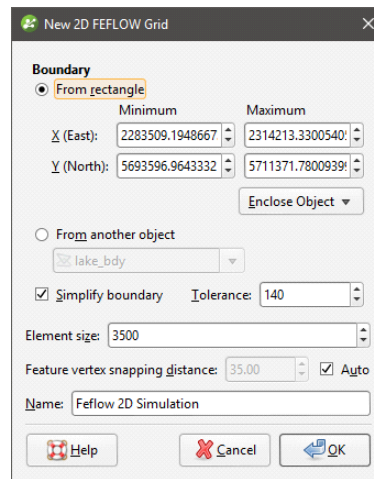 New 2D FEFLOW Grid
Boundary
From rectangle
Minimum Maximum
X (East): 2283509.1948667 2314213.3300540
Y (North): 5693596.9643332 5711371.7800939
Enclose Object
From another object
lake_bdy
Simplify boundary Tolerance: 140
Element size: 3500
Feature vertex snapping distance: 35.00 Auto
Name: Feflow 2D Simulation
Help Cancel OK